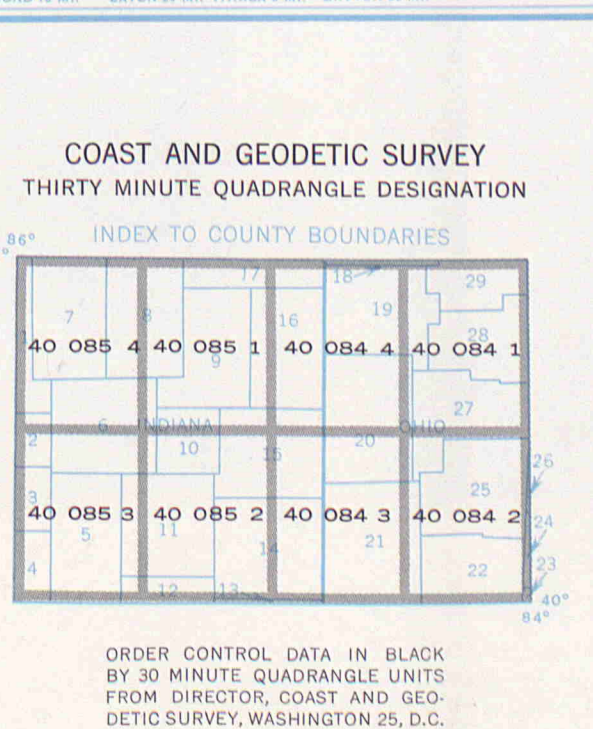 COAST AND GEODETIC SURVEY
THIRTY MINUTE QUADRANGLE DESIGNATION
INDEX TO COUNTY BOUNDARIES
86°
17 18 29
7 8 16 19 28
1 40 085 4 40 085 1 40 084 4 40 084 1
9
27
6 INDIANA OHIO
2 10 15 20 26
3 25
40 085 3 40 085 2 40 084 3 40 084 2 24
5 11 14 21
4 12 13 22 23
40°
84°
ORDER CONTROL DATA IN BLACK
BY 30 MINUTE QUADRANGLE UNITS
FROM DIRECTOR, COAST AND GEO-
DETIC SURVEY, WASHINGTON 25, D.C.